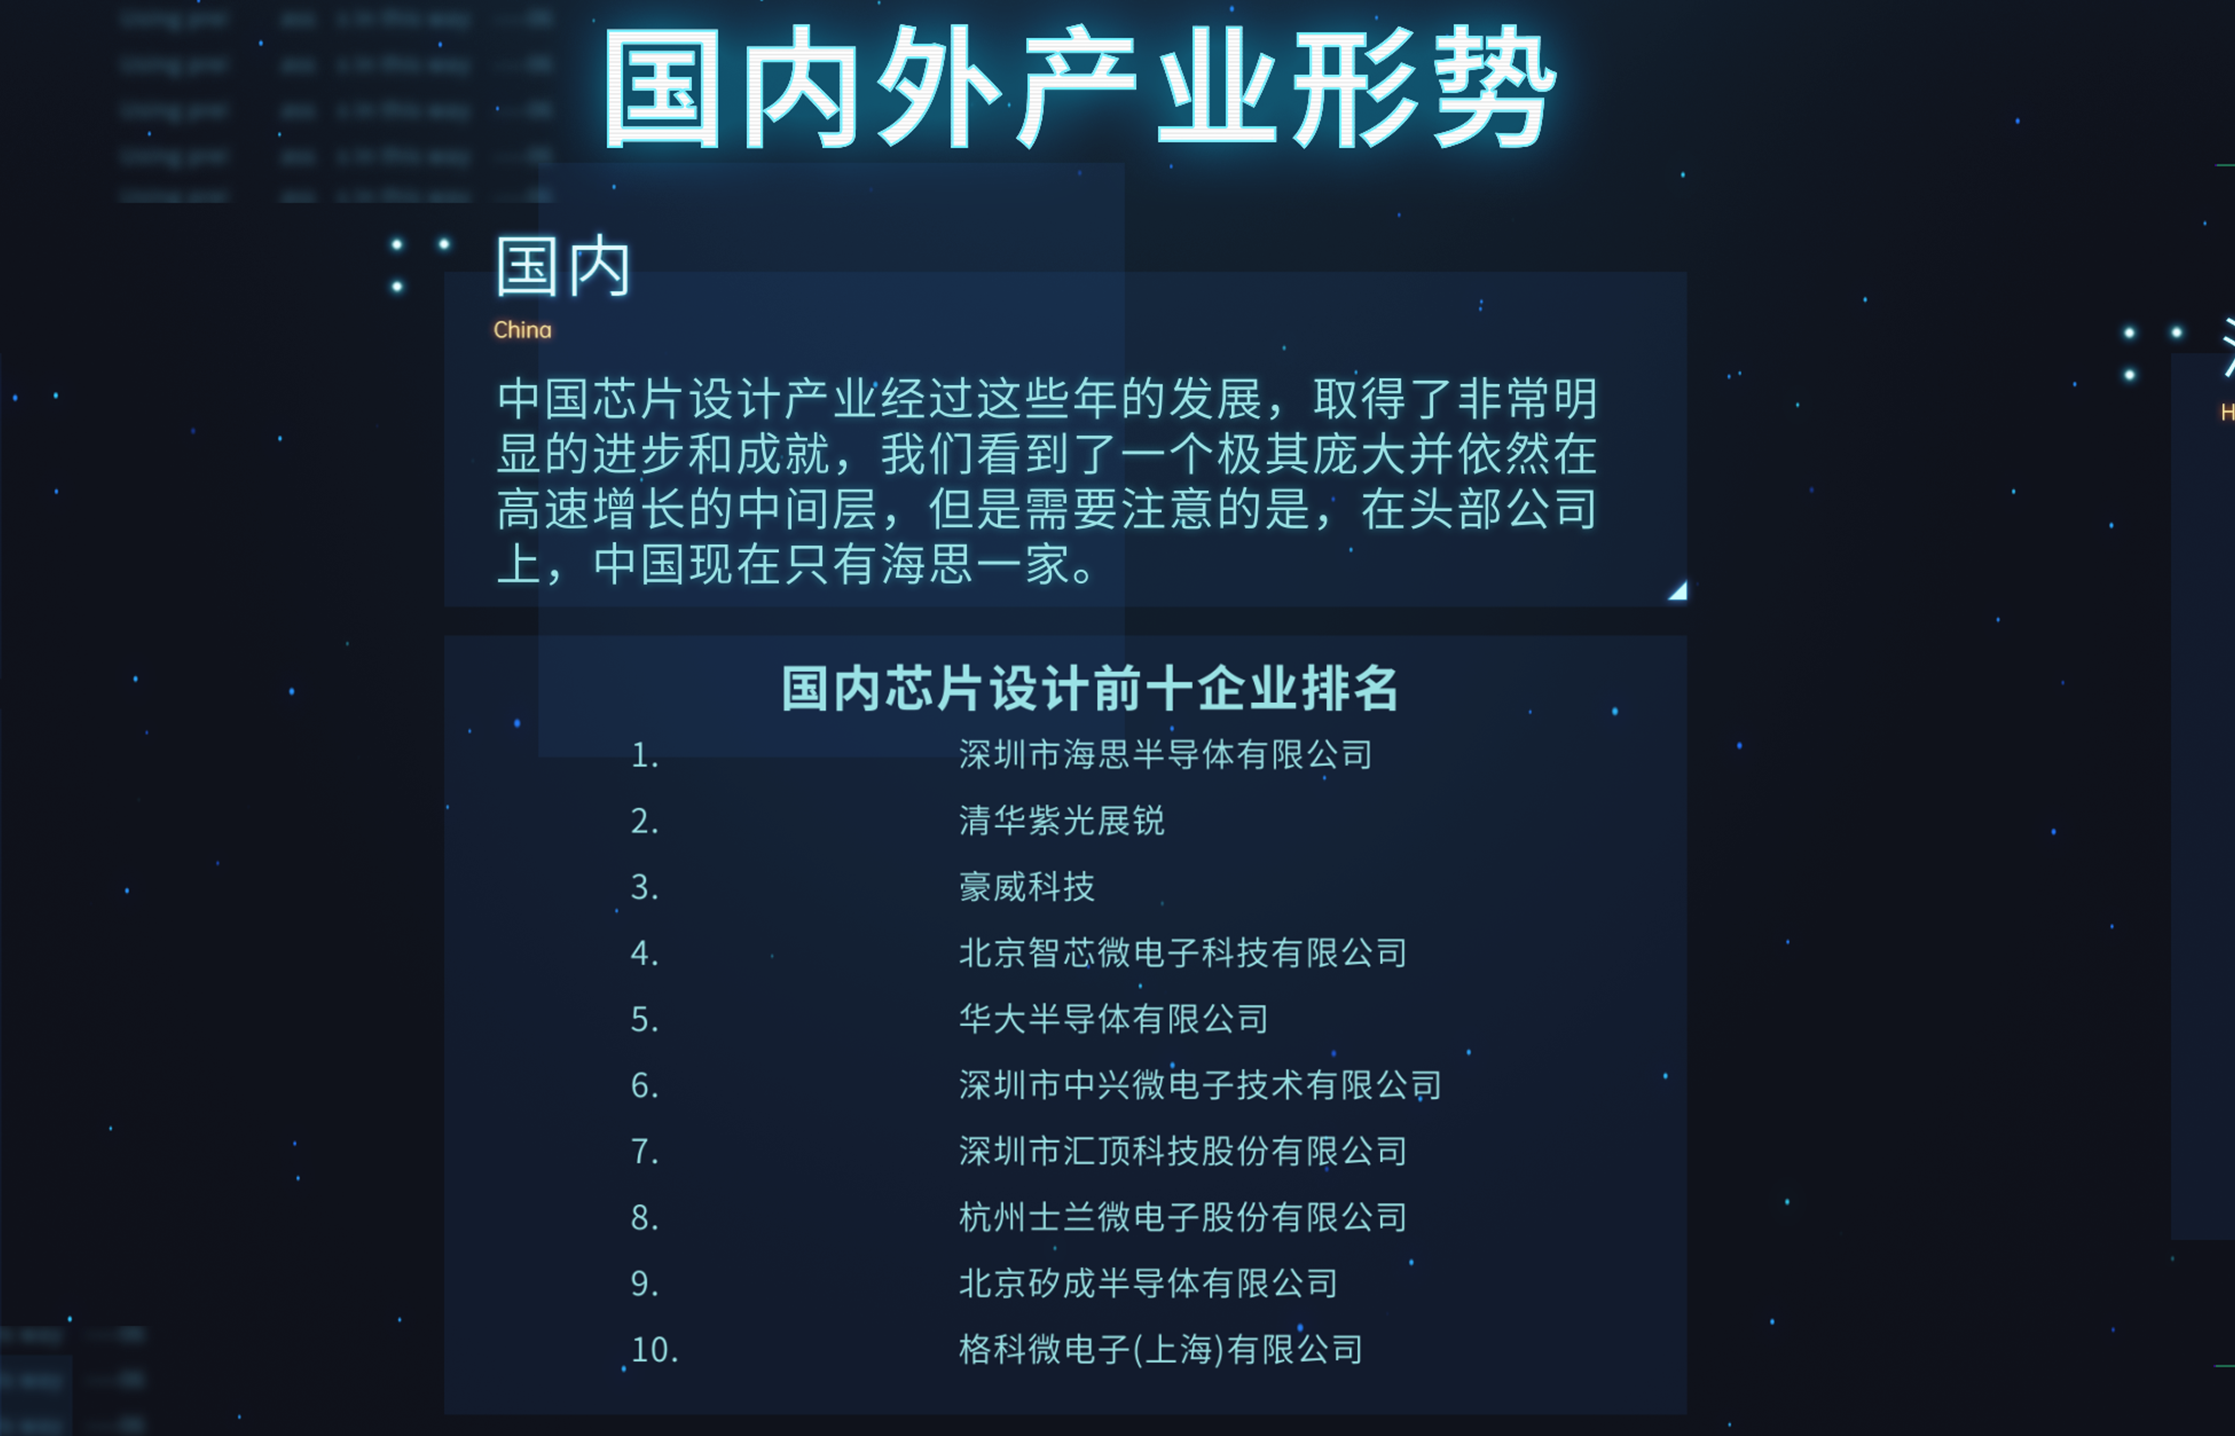 国内外产业形势
国内
China
中国芯片设计产业经过这些年的发展，取得了非常明
显的进步和成就，我们看到了一个极其庞大并依然在
高速增长的中间层，但是需要注意的是，在头部公司
上，中国现在只有海思一家。
国内芯片设计前十企业排名
1. 深圳市海思半导体有限公司
2. 清华紫光展锐
3. 豪威科技
4. 北京智芯微电子科技有限公司
5. 华大半导体有限公司
6. 深圳市中兴微电子技术有限公司
7. 深圳市汇顶科技股份有限公司
8. 杭州士兰微电子股份有限公司
9. 北京矽成半导体有限公司
10. 格科微电子(上海)有限公司